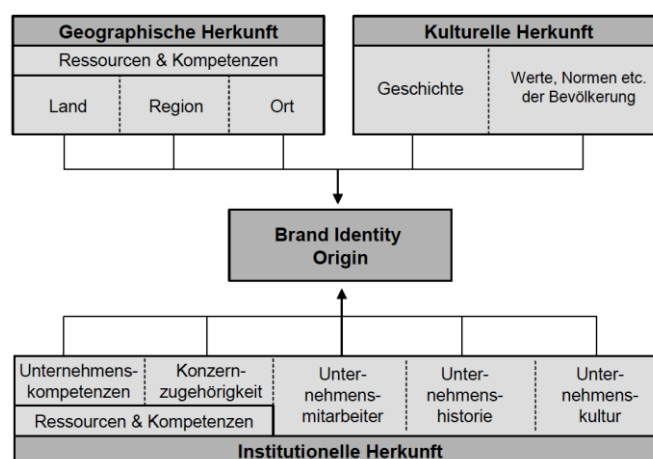 Geographische Herkunft
Ressourcen & Kompetenzen
Land
Region
Ort
Kulturelle Herkunft
Geschichte
Werte, Normen etc.
der Bevölkerung
Brand Identity
Origin
Unternehmens-
kompetenzen
Konzern-
zugehörigkeit
Ressourcen & Kompetenzen
Unter-
nehmens-
mitarbeiter
Unter-
nehmens-
historie
Unter-
nehmens-
kultur
Institutionelle Herkunft